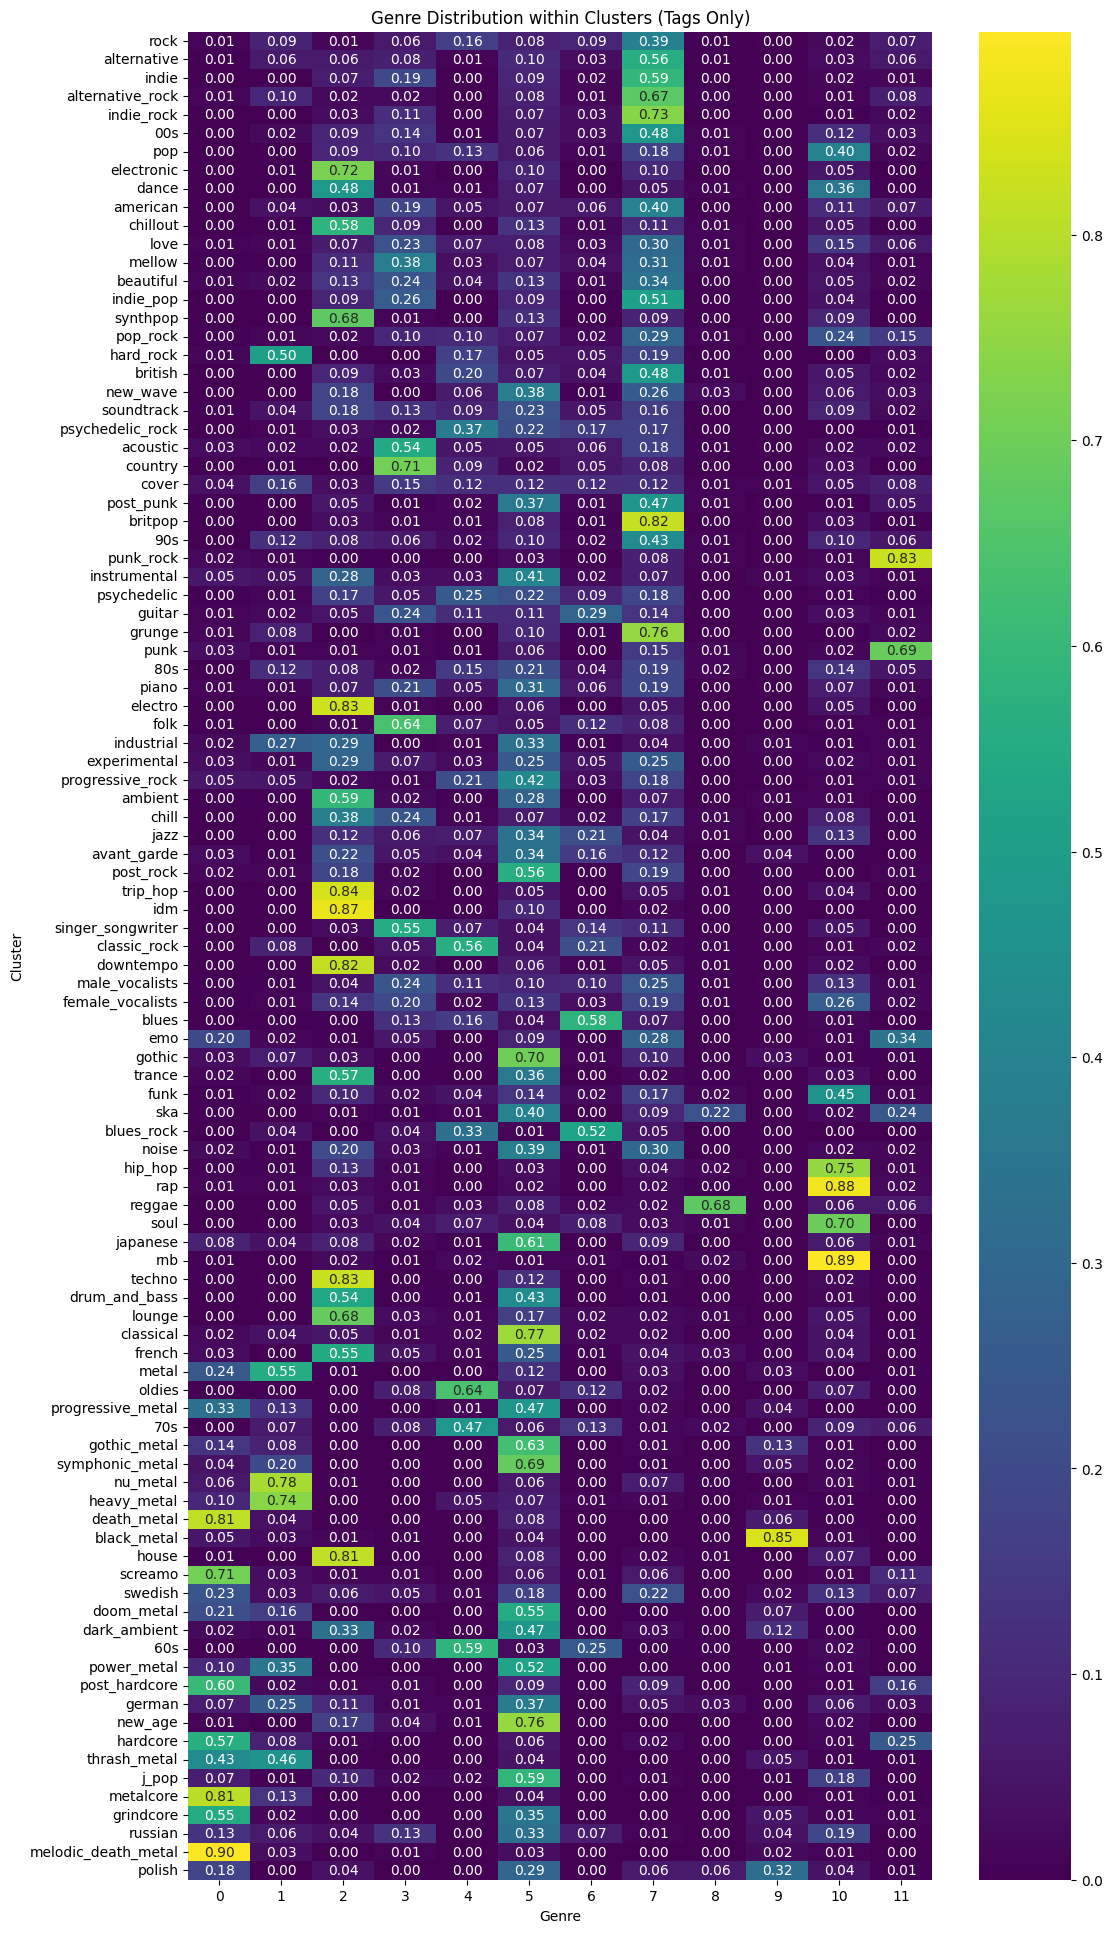 Genre Distribution within Clusters (Tags Only)
rock 0.01 0.09 0.01 0.06 0.16 0.08 0.09 0.39 0.01 0.00 0.02 0.07
alternative 0.01 0.06 0.06 0.08 0.01 0.10 0.03 0.56 0.01 0.00 0.03 0.06
indie 0.00 0.00 0.07 0.19 0.00 0.09 0.02 0.59 0.00 0.00 0.02 0.01
alternative_rock 0.01 0.10 0.02 0.02 0.00 0.08 0.01 0.67 0.00 0.00 0.01 0.08
indie_rock 0.00 0.00 0.03 0.11 0.00 0.07 0.03 0.73 0.00 0.00 0.01 0.02
00s 0.00 0.02 0.09 0.14 0.01 0.07 0.03 0.48 0.01 0.00 0.12 0.03
pop 0.00 0.00 0.09 0.10 0.13 0.06 0.01 0.18 0.01 0.00 0.40 0.02
electronic 0.00 0.01 0.72 0.01 0.00 0.10 0.00 0.10 0.00 0.00 0.05 0.00
dance 0.00 0.00 0.48 0.01 0.01 0.07 0.00 0.05 0.01 0.00 0.36 0.00
american 0.00 0.04 0.03 0.19 0.05 0.07 0.06 0.40 0.00 0.00 0.11 0.07
chillout 0.00 0.01 0.58 0.09 0.00 0.13 0.01 0.11 0.01 0.00 0.05 0.00
love 0.01 0.01 0.07 0.23 0.07 0.08 0.03 0.30 0.01 0.00 0.15 0.06
mellow 0.00 0.00 0.11 0.38 0.03 0.07 0.04 0.31 0.01 0.00 0.04 0.01
beautiful 0.01 0.02 0.13 0.24 0.04 0.13 0.01 0.34 0.00 0.00 0.05 0.02
indie_pop 0.00 0.00 0.09 0.26 0.00 0.09 0.00 0.51 0.00 0.00 0.04 0.00
synthpop 0.00 0.00 0.68 0.01 0.00 0.13 0.00 0.09 0.00 0.00 0.09 0.00
pop_rock 0.00 0.01 0.02 0.10 0.10 0.07 0.02 0.29 0.01 0.00 0.24 0.15
hard_rock 0.01 0.50 0.00 0.00 0.17 0.05 0.05 0.19 0.00 0.00 0.00 0.03
british 0.00 0.00 0.09 0.03 0.20 0.07 0.04 0.48 0.01 0.00 0.05 0.02
new_wave 0.00 0.00 0.18 0.00 0.06 0.38 0.01 0.26 0.03 0.00 0.06 0.03
soundtrack 0.01 0.04 0.18 0.13 0.09 0.23 0.05 0.16 0.00 0.00 0.09 0.02
psychedelic_rock 0.00 0.01 0.03 0.02 0.37 0.22 0.17 0.17 0.00 0.00 0.00 0.01
acoustic 0.03 0.02 0.02 0.54 0.05 0.05 0.06 0.18 0.01 0.00 0.02 0.02
country 0.00 0.01 0.00 0.71 0.09 0.02 0.05 0.08 0.00 0.00 0.03 0.00
cover 0.04 0.16 0.03 0.15 0.12 0.12 0.12 0.12 0.01 0.01 0.05 0.08
post_punk 0.00 0.00 0.05 0.01 0.02 0.37 0.01 0.47 0.01 0.00 0.01 0.05
britpop 0.00 0.00 0.03 0.01 0.01 0.08 0.01 0.82 0.00 0.00 0.03 0.01
90s 0.00 0.12 0.08 0.06 0.02 0.10 0.02 0.43 0.01 0.00 0.10 0.06
punk_rock 0.02 0.01 0.00 0.00 0.00 0.03 0.00 0.08 0.01 0.00 0.01 0.83
instrumental 0.05 0.05 0.28 0.03 0.03 0.41 0.02 0.07 0.00 0.01 0.03 0.01
psychedelic 0.00 0.01 0.17 0.05 0.25 0.22 0.09 0.18 0.00 0.00 0.01 0.01
guitar 0.01 0.02 0.05 0.24 0.11 0.11 0.29 0.14 0.00 0.00 0.03 0.01
grunge 0.01 0.08 0.00 0.01 0.00 0.10 0.01 0.76 0.00 0.00 0.00 0.02
punk 0.03 0.01 0.01 0.01 0.01 0.06 0.00 0.15 0.01 0.00 0.02 0.69
80s 0.00 0.12 0.08 0.02 0.15 0.21 0.04 0.19 0.02 0.00 0.14 0.05
piano 0.01 0.01 0.07 0.21 0.05 0.31 0.06 0.19 0.00 0.00 0.07 0.01
electro 0.00 0.00 0.83 0.01 0.00 0.06 0.00 0.05 0.00 0.00 0.05 0.00
folk 0.01 0.00 0.01 0.64 0.07 0.05 0.12 0.08 0.00 0.00 0.01 0.01
industrial 0.02 0.27 0.29 0.00 0.01 0.33 0.01 0.04 0.00 0.01 0.01 0.01
experimental 0.03 0.01 0.29 0.07 0.03 0.25 0.05 0.25 0.00 0.00 0.02 0.01
progressive_rock 0.05 0.05 0.02 0.01 0.21 0.42 0.03 0.18 0.00 0.00 0.01 0.01
ambient 0.00 0.00 0.59 0.02 0.00 0.28 0.00 0.07 0.00 0.01 0.01 0.00
chill 0.00 0.00 0.38 0.24 0.01 0.07 0.02 0.17 0.01 0.00 0.08 0.01
jazz 0.00 0.00 0.12 0.06 0.07 0.34 0.21 0.04 0.01 0.00 0.13 0.00
avant_garde 0.03 0.01 0.22 0.05 0.04 0.34 0.16 0.12 0.00 0.04 0.00 0.00
post_rock 0.02 0.01 0.18 0.02 0.00 0.56 0.00 0.19 0.00 0.00 0.00 0.01
trip_hop 0.00 0.00 0.84 0.02 0.00 0.05 0.00 0.05 0.01 0.00 0.04 0.00
idm 0.00 0.00 0.87 0.00 0.00 0.10 0.00 0.02 0.00 0.00 0.00 0.00
singer_songwriter 0.00 0.00 0.03 0.55 0.07 0.04 0.14 0.11 0.00 0.00 0.05 0.00
classic_rock 0.00 0.08 0.00 0.05 0.56 0.04 0.21 0.02 0.01 0.00 0.01 0.02
Cluster
downtempo 0.00 0.00 0.82 0.02 0.00 0.06 0.01 0.05 0.01 0.00 0.02 0.00
male_vocalists 0.00 0.01 0.04 0.24 0.11 0.10 0.10 0.25 0.01 0.00 0.13 0.01
female_vocalists 0.00 0.01 0.14 0.20 0.02 0.13 0.03 0.19 0.01 0.00 0.26 0.02
blues 0.00 0.00 0.00 0.13 0.16 0.04 0.58 0.07 0.00 0.00 0.01 0.00
emo 0.20 0.02 0.01 0.05 0.00 0.09 0.00 0.28 0.00 0.00 0.01 0.34
gothic 0.03 0.07 0.03 0.00 0.00 0.70 0.01 0.10 0.00 0.03 0.01 0.01
trance 0.02 0.00 0.57 0.00 0.00 0.36 0.00 0.02 0.00 0.00 0.03 0.00
funk 0.01 0.02 0.10 0.02 0.04 0.14 0.02 0.17 0.02 0.00 0.45 0.01
ska 0.00 0.00 0.01 0.01 0.01 0.40 0.00 0.09 0.22 0.00 0.02 0.24
blues_rock 0.00 0.04 0.00 0.04 0.33 0.01 0.52 0.05 0.00 0.00 0.00 0.00
noise 0.02 0.01 0.20 0.03 0.01 0.39 0.01 0.30 0.00 0.00 0.02 0.02
hip_hop 0.00 0.01 0.13 0.01 0.00 0.03 0.00 0.04 0.02 0.00 0.75 0.01
rap 0.01 0.01 0.03 0.01 0.00 0.02 0.00 0.02 0.02 0.00 0.88 0.02
reggae 0.00 0.00 0.05 0.01 0.03 0.08 0.02 0.02 0.68 0.00 0.06 0.06
soul 0.00 0.00 0.03 0.04 0.07 0.04 0.08 0.03 0.01 0.00 0.70 0.00
japanese 0.08 0.04 0.08 0.02 0.01 0.61 0.00 0.09 0.00 0.00 0.06 0.01
rnb 0.01 0.00 0.02 0.01 0.02 0.01 0.01 0.01 0.02 0.00 0.89 0.00
techno 0.00 0.00 0.83 0.00 0.00 0.12 0.00 0.01 0.00 0.00 0.02 0.00
drum_and_bass 0.00 0.00 0.54 0.00 0.01 0.43 0.00 0.01 0.00 0.00 0.01 0.00
lounge 0.00 0.00 0.68 0.03 0.01 0.17 0.02 0.02 0.01 0.00 0.05 0.00
classical 0.02 0.04 0.05 0.01 0.02 0.77 0.02 0.02 0.00 0.00 0.04 0.01
french 0.03 0.00 0.55 0.05 0.01 0.25 0.01 0.04 0.03 0.00 0.04 0.00
metal 0.24 0.55 0.01 0.00 0.00 0.12 0.00 0.03 0.00 0.03 0.00 0.01
oldies 0.00 0.00 0.00 0.08 0.64 0.07 0.12 0.02 0.00 0.00 0.07 0.00
progressive_metal 0.33 0.13 0.00 0.00 0.01 0.47 0.00 0.02 0.00 0.04 0.00 0.00
70s 0.00 0.07 0.00 0.08 0.47 0.06 0.13 0.01 0.02 0.00 0.09 0.06
gothic_metal 0.14 0.08 0.00 0.00 0.00 0.63 0.00 0.01 0.00 0.13 0.01 0.00
symphonic_metal 0.04 0.20 0.00 0.00 0.00 0.69 0.00 0.01 0.00 0.05 0.02 0.00
nu_metal 0.06 0.78 0.01 0.00 0.00 0.06 0.00 0.07 0.00 0.00 0.01 0.01
heavy_metal 0.10 0.74 0.00 0.00 0.05 0.07 0.01 0.01 0.00 0.01 0.01 0.00
death_metal 0.81 0.04 0.00 0.00 0.00 0.08 0.00 0.00 0.00 0.06 0.00 0.00
black_metal 0.05 0.03 0.01 0.01 0.00 0.04 0.00 0.00 0.00 0.85 0.01 0.00
house 0.01 0.00 0.81 0.00 0.00 0.08 0.00 0.02 0.01 0.00 0.07 0.00
screamo 0.71 0.03 0.01 0.01 0.00 0.06 0.01 0.06 0.00 0.00 0.01 0.11
swedish 0.23 0.03 0.06 0.05 0.01 0.18 0.00 0.22 0.00 0.02 0.13 0.07
doom_metal 0.21 0.16 0.00 0.00 0.00 0.55 0.00 0.00 0.00 0.07 0.00 0.00
dark_ambient 0.02 0.01 0.33 0.02 0.00 0.47 0.00 0.03 0.00 0.12 0.00 0.00
60s 0.00 0.00 0.00 0.10 0.59 0.03 0.25 0.00 0.00 0.00 0.02 0.00
power_metal 0.10 0.35 0.00 0.00 0.00 0.52 0.00 0.00 0.00 0.01 0.00 0.00
post_hardcore 0.60 0.02 0.01 0.01 0.00 0.09 0.00 0.09 0.00 0.00 0.01 0.16
german 0.07 0.25 0.11 0.01 0.01 0.37 0.00 0.05 0.03 0.00 0.06 0.03
new_age 0.01 0.00 0.17 0.04 0.01 0.76 0.00 0.00 0.00 0.00 0.02 0.00
hardcore 0.57 0.08 0.01 0.00 0.00 0.06 0.00 0.02 0.00 0.00 0.01 0.25
thrash_metal 0.43 0.46 0.00 0.00 0.00 0.04 0.00 0.00 0.00 0.05 0.01 0.01
j_pop 0.07 0.01 0.10 0.02 0.02 0.59 0.00 0.01 0.00 0.01 0.18 0.00
metalcore 0.81 0.13 0.00 0.00 0.00 0.04 0.00 0.00 0.00 0.00 0.01 0.01
grindcore 0.55 0.02 0.00 0.00 0.00 0.35 0.00 0.00 0.00 0.05 0.01 0.01
russian 0.13 0.06 0.04 0.13 0.00 0.33 0.07 0.01 0.00 0.04 0.19 0.00
melodic_death_metal 0.90 0.03 0.00 0.01 0.00 0.03 0.00 0.00 0.00 0.02 0.01 0.00
polish 0.18 0.00 0.04 0.00 0.00 0.29 0.00 0.06 0.06 0.32 0.04 0.01
0 1 2 3 4 5 6 7 8 9 10 11
Genre
0.8
0.7
0.6
0.5
0.4
0.3
0.2
0.1
0.0